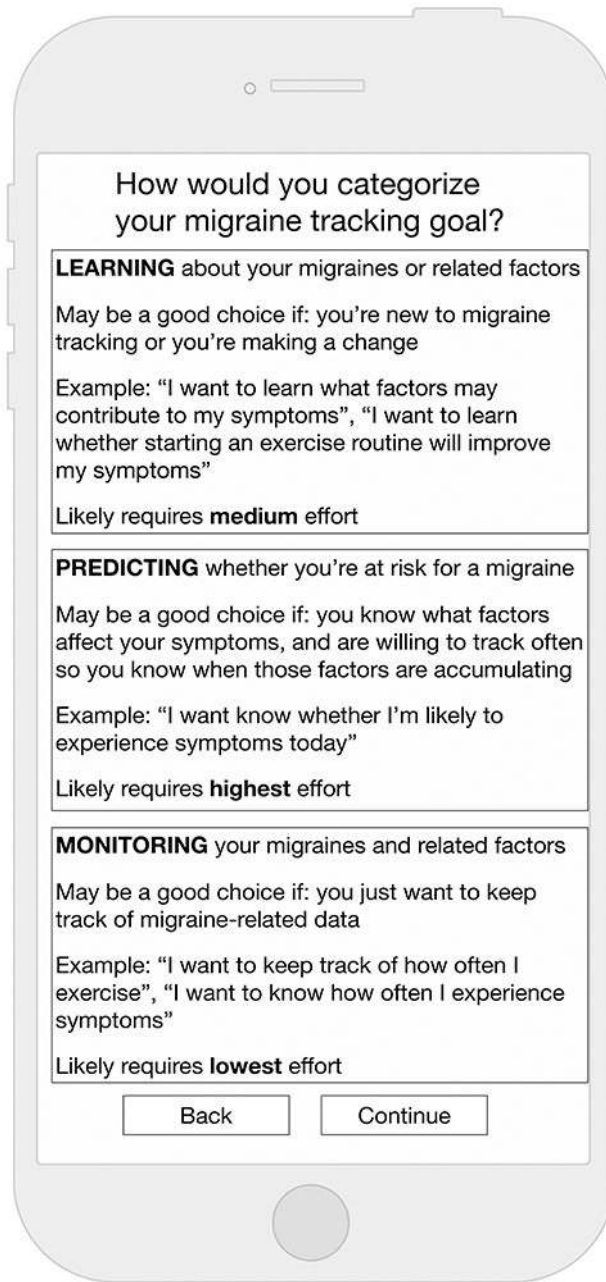 How would you categorize
your migraine tracking goal?
LEARNING about your migraines or related factors
May be a good choice if: you’re new to migraine
tracking or you’re making a change
Example: “I want to learn what factors may
contribute to my symptoms”, “I want to learn
whether starting an exercise routine will improve
my symptoms”
Likely requires medium effort
PREDICTING whether you’re at risk for a migraine
May be a good choice if: you know what factors
affect your symptoms, and are willing to track often
so you know when those factors are accumulating
Example: “I want know whether I’m likely to
experience symptoms today”
Likely requires highest effort
MONITORING your migraines and related factors
May be a good choice if: you just want to keep
track of migraine-related data
Example: “I want to keep track of how often I
exercise”, “I want to know how often I experience
symptoms”
Likely requires lowest effort
Back
Continue